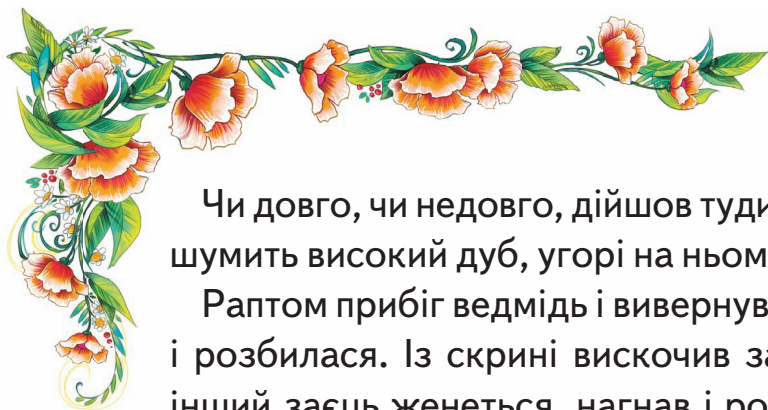 Чи довго, чи недовго, дійшов туди
шумить високий дуб, угорі на ньом
Раптом прибіг ведмідь і вивернув
і розбилася. Із скрині вискочив за
інший заєць женеться, нагнав і ро